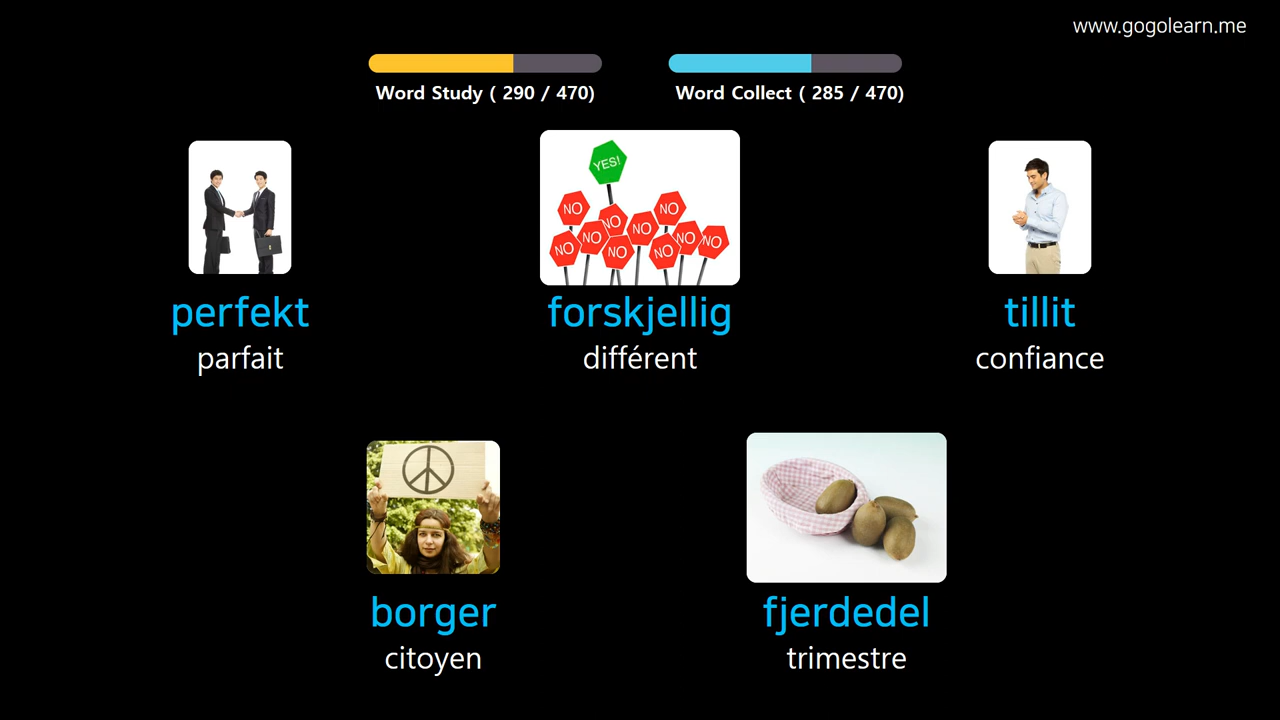 www.gogolearn.me
Word Study ( 290 / 470)
Word Collect ( 285 / 470)
YES!
NO
NO
NO
NO
NO
NO
NO
NO
NO
NO
perfekt
parfait
forskjellig
différent
tillit
confiance
borger
citoyen
fjerdedel
trimestre